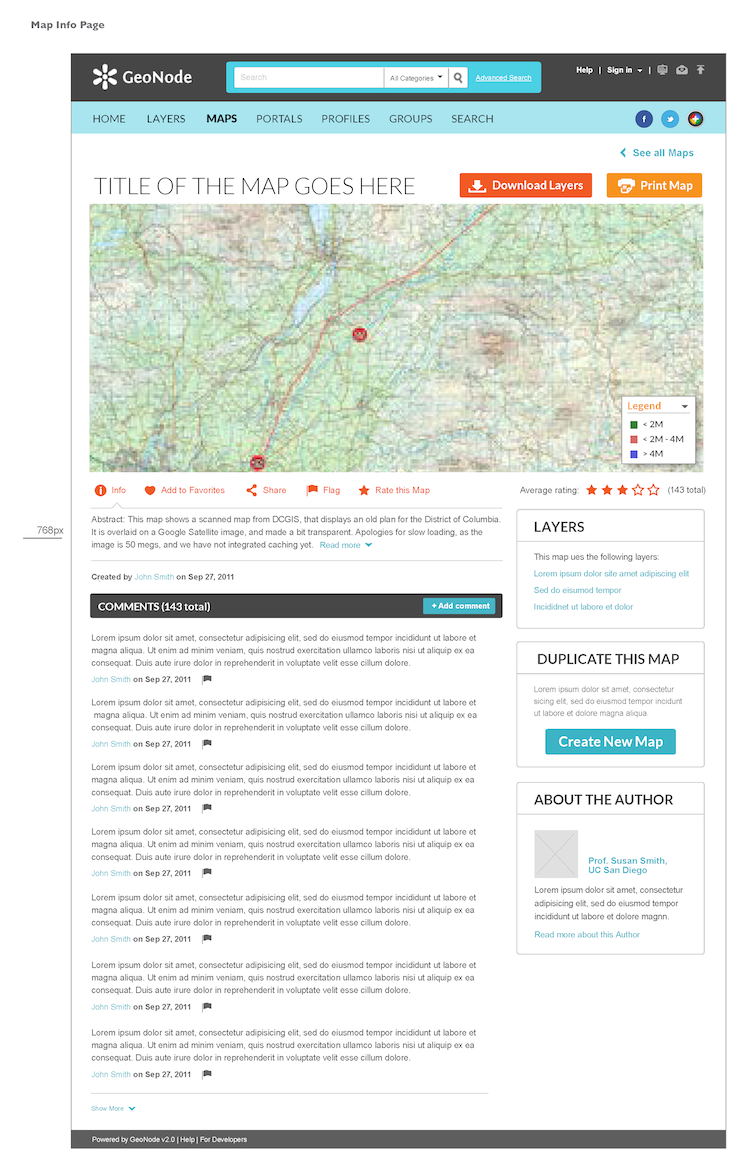 Map Info Page
GeoNode
Search
All Categories
Advanced Search
Help | Sign in |
HOME LAYERS MAPS PORTALS PROFILES GROUPS SEARCH
See all Maps
TITLE OF THE MAP GOES HERE
Download Layers
Print Map
Legend
< 2M
< 2M - 4M
> 4M
Info
Add to Favorites
Share
Flag
Rate this Map
Average rating: (143 total)
768px
Abstract: This map shows a scanned map from DCGIS, that displays an old plan for the District of Columbia.
It is overlaid on a Google Satellite image, and made a bit transparent. Apologies for slow loading, as the
image is 50 megs, and we have not integrated caching yet. Read more
Created by John Smith on Sep 27, 2011
COMMENTS (143 total)
+ Add comment
Lorem ipsum dolor sit amet, consectetur adipisicing elit, sed do eiusmod tempor incididunt ut labore et
magna aliqua. Ut enim ad minim veniam, quis nostrud exercitation ullamco laboris nisi ut aliquip ex ea
consequat. Duis aute irure dolor in reprehenderit in voluptate velit esse cillum dolore.
John Smith on Sep 27, 2011
Lorem ipsum dolor sit amet, consectetur adipisicing elit, sed do eiusmod tempor incididunt ut labore et
magna aliqua. Ut enim ad minim veniam, quis nostrud exercitation ullamco laboris nisi ut aliquip ex ea
consequat. Duis aute irure dolor in reprehenderit in voluptate velit esse cillum dolore.
John Smith on Sep 27, 2011
Lorem ipsum dolor sit amet, consectetur adipisicing elit, sed do eiusmod tempor incididunt ut labore et
magna aliqua. Ut enim ad minim veniam, quis nostrud exercitation ullamco laboris nisi ut aliquip ex ea
consequat. Duis aute irure dolor in reprehenderit in voluptate velit esse cillum dolore.
John Smith on Sep 27, 2011
Lorem ipsum dolor sit amet, consectetur adipisicing elit, sed do eiusmod tempor incididunt ut labore et
magna aliqua. Ut enim ad minim veniam, quis nostrud exercitation ullamco laboris nisi ut aliquip ex ea
consequat. Duis aute irure dolor in reprehenderit in voluptate velit esse cillum dolore.
John Smith on Sep 27, 2011
Lorem ipsum dolor sit amet, consectetur adipisicing elit, sed do eiusmod tempor incididunt ut labore et
magna aliqua. Ut enim ad minim veniam, quis nostrud exercitation ullamco laboris nisi ut aliquip ex ea
consequat. Duis aute irure dolor in reprehenderit in voluptate velit esse cillum dolore.
John Smith on Sep 27, 2011
Lorem ipsum dolor sit amet, consectetur adipisicing elit, sed do eiusmod tempor incididunt ut labore et
magna aliqua. Ut enim ad minim veniam, quis nostrud exercitation ullamco laboris nisi ut aliquip ex ea
consequat. Duis aute irure dolor in reprehenderit in voluptate velit esse cillum dolore.
John Smith on Sep 27, 2011
Lorem ipsum dolor sit amet, consectetur adipisicing elit, sed do eiusmod tempor incididunt ut labore et
magna aliqua. Ut enim ad minim veniam, quis nostrud exercitation ullamco laboris nisi ut aliquip ex ea
consequat. Duis aute irure dolor in reprehenderit in voluptate velit esse cillum dolore.
John Smith on Sep 27, 2011
Show More
LAYERS
This map ues the following layers:
Lorem ipsum dolor site amet adipiscing elit
Sed do eisumod tempor
Incididnet ut labore et dolor
DUPLICATE THIS MAP
Lorem ipsum dolor sit amet, consectetur
sicing elit, sed do eiusmod tempor incididunt
ut labore et dolore magna aliqua.
Create New Map
ABOUT THE AUTHOR
Prof. Susan Smith,
UC San Diego
Lorem ipsum dolor sit amet, consectetur
adipisicing elit, sed do eiusmod tempor
incididunt ut labore et dolore magnn.
Read more about this Author
Powered by GeoNode v2.0 | Help | For Developers